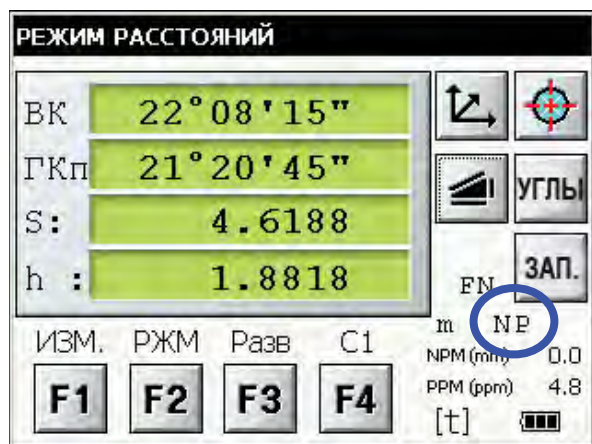 РЕЖИМ РАССТОЯНИЙ
ВК 22°08'15"
ГКп 21°20'45"
УГЛЫ
S: 4.6188
h : 1.8818
ЗАП.
FN
m NP
ИЗМ. РЖМ Разв С1
NPM (mm) 0.0
F1 F2 F3 F4
PPM (ppm) 4.8
[t]